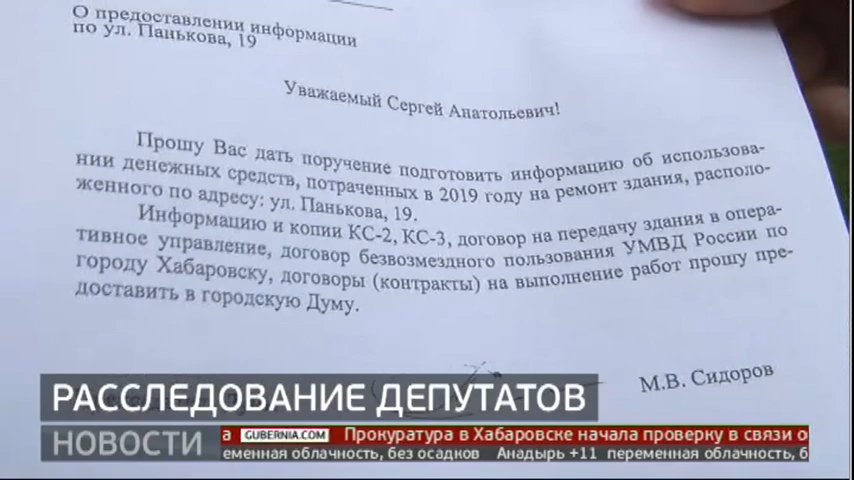 О предоставлении информации
по ул. Панькова, 19
Уважаемый Сергей Анатольевич!
Прошу Вас дать поручение подготовить информацию об использова-
нии денежных средств, потраченных в 2019 году на ремонт здания, располо-
женного по адресу: ул. Панькова, 19.
Информацию и копии КС-2, КС-3, договор на передачу здания в опера-
тивное управление, договор безвозмездного пользования УМВД России по
городу Хабаровску, договоры (контракты) на выполнение работ прошу пре-
доставить в городскую Думу.
М.В. Сидоров
РАССЛЕДОВАНИЕ ДЕПУТАТОВ
НОВОСТИ
а GUBERNIA.COM Прокуратура в Хабаровске начала проверку в связи о
еменная облачность, без осадков Анадырь +11 переменная облачность, б